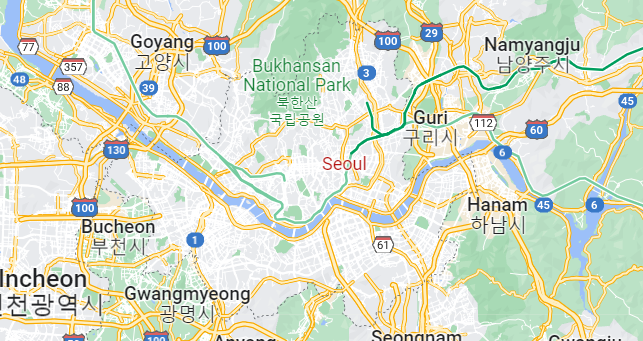 77
Goyang
고양시
100
100
29
Namyangju
남양주시
357
48
88
39
Bukhansan
National Park
북한산
국립공원
3
45
Guri
구리시
112
60
130
Seoul
6
100
Hanam
하남시
45
6
Bucheon
부천시
1
61
Incheon
천광역시
Gwangmyeong
광명시
Anyang
Seongnam
Gwangju